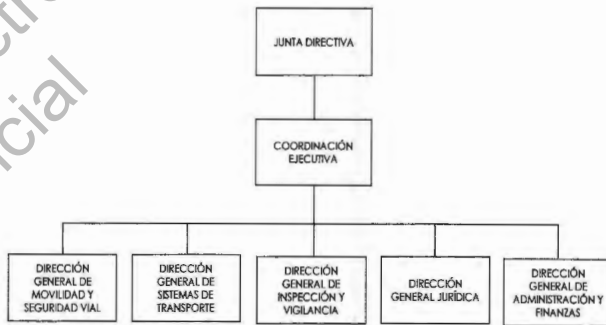 JUNTA DIRECTIVA
COORDINACIÓN
EJECUTIVA
DIRECCIÓN
GENERAL DE
MOVILIDAD Y
SEGURIDAD VIAL
DIRECCIÓN
GENERAL DE
SISTEMAS DE
TRANSPORTE
DIRECCIÓN
GENERAL DE
INSPECCIÓN Y
VIGILANCIA
DIRECCIÓN
GENERAL JURÍDICA
DIRECCIÓN
GENERAL DE
ADMINISTRACIÓN Y
FINANZAS